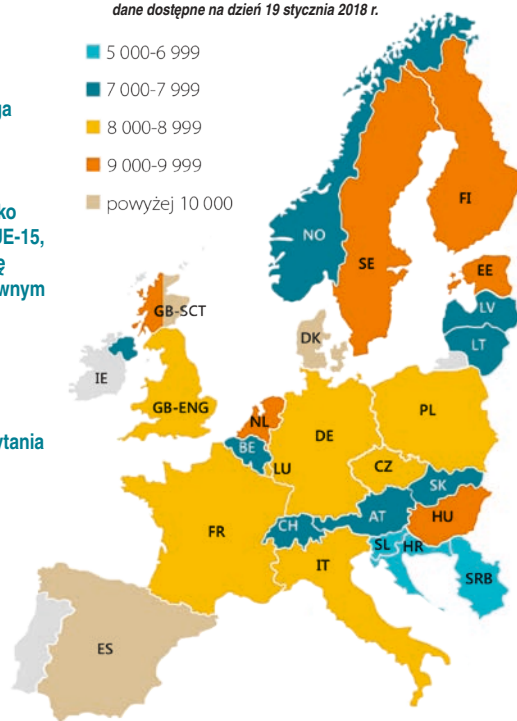 dane dostępne na dzień 19 stycznia 2018 r.
5 000-6 999
7 000-7 999
8 000-8 999
9 000-9 999
powyżej 10 000
ga
ko
JE-15,
ę
wnym
ytania
FI
NO
SE
EE
GB-SCT
LV
DK
LT
IE
GB-ENG
NL
PL
DE
BE
LU
CZ
SK
FR
CH
AT
HU
SL
HR
IT
SRB
ES